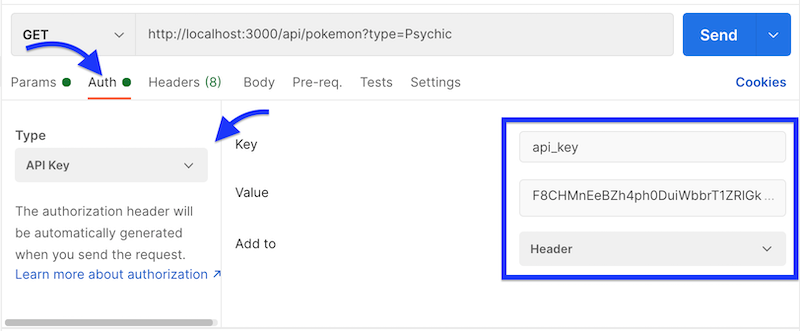 GET http://localhost:3000/api/pokemon?type=Psychic Send
Params Auth Headers (8) Body Pre-req. Tests Settings Cookies
Type
API Key
The authorization header will
be automatically generated
when you send the request.
Learn more about authorization ↗
Key api_key
Value F8CHMnEeBZh4ph0DuiWbbrT1ZRIGk ...
Add to Header